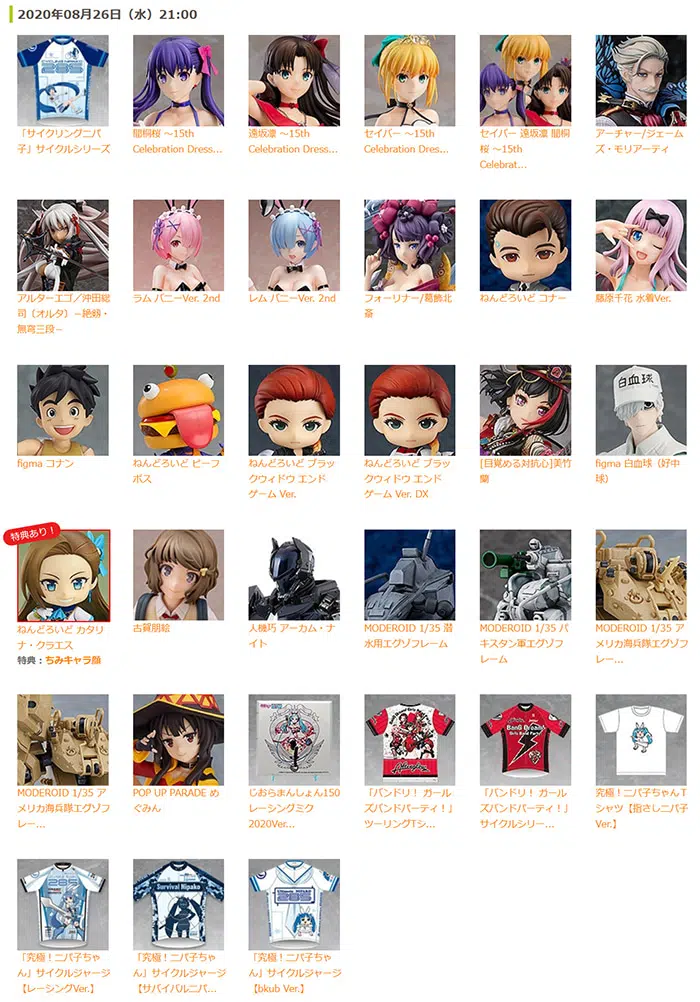 2020年08月26日（水）21:00
「サイクリングニパ
子」サイクルシリーズ
間桐桜 ～15th
Celebration Dress...
遠坂凛 ～15th
Celebration Dress...
セイバー ～15th
Celebration Dres...
セイバー 遠坂凛 間桐
桜 ～15th
Celebrat...
アーチャー/ジェーム
ズ・モリアーティ
アルターエゴ／沖田総
司〔オルタ〕－絶剱・
無穹三段－
ラム バニーVer. 2nd
レム バニーVer. 2nd
フォーリナー/葛飾北
斎
ねんどろいど コナー
藤原千花 水着Ver.
figma コナン
ねんどろいど ビーフ
ボス
ねんどろいど ブラッ
クウィドウ エンド
ゲーム Ver.
ねんどろいど ブラッ
クウィドウ エンド
ゲーム Ver. DX
[目覚める対抗心]美竹
蘭
白血球
figma 白血球（好中
球）
特典あり！
ねんどろいど カタリ
ナ・クラエス
特典：ちみキャラ顔
古賀朋絵
人機巧 アーカム・ナ
イト
MODEROID 1/35 潜
水用エグゾフレーム
MODEROID 1/35 パ
キスタン軍エグゾフ
レーム
MODEROID 1/35 ア
メリカ海兵隊エグゾフ
レー...
MODEROID 1/35 ア
メリカ海兵隊エグゾフ
レー...
POP UP PARADE め
ぐみん
じおらまんしょん150
レーシングミク
2020Ver...
Afterglow
「バンドリ！ ガール
ズバンドパーティ！」
ツーリングTシ...
BanG Dream!
Girls Band Party!
「バンドリ！ ガール
ズバンドパーティ！」
サイクルシリー...
究極！ニパ子ちゃんT
シャツ【指さしニパ子
Ver.】
285
「究極！ニパ子ちゃ
ん」サイクルジャージ
【レーシングVer.】
Survival Nipako
「究極！ニパ子ちゃ
ん」サイクルジャージ
【サバイバルニパ...
285
「究極！ニパ子ちゃ
ん」サイクルジャージ
【bkub Ver.】